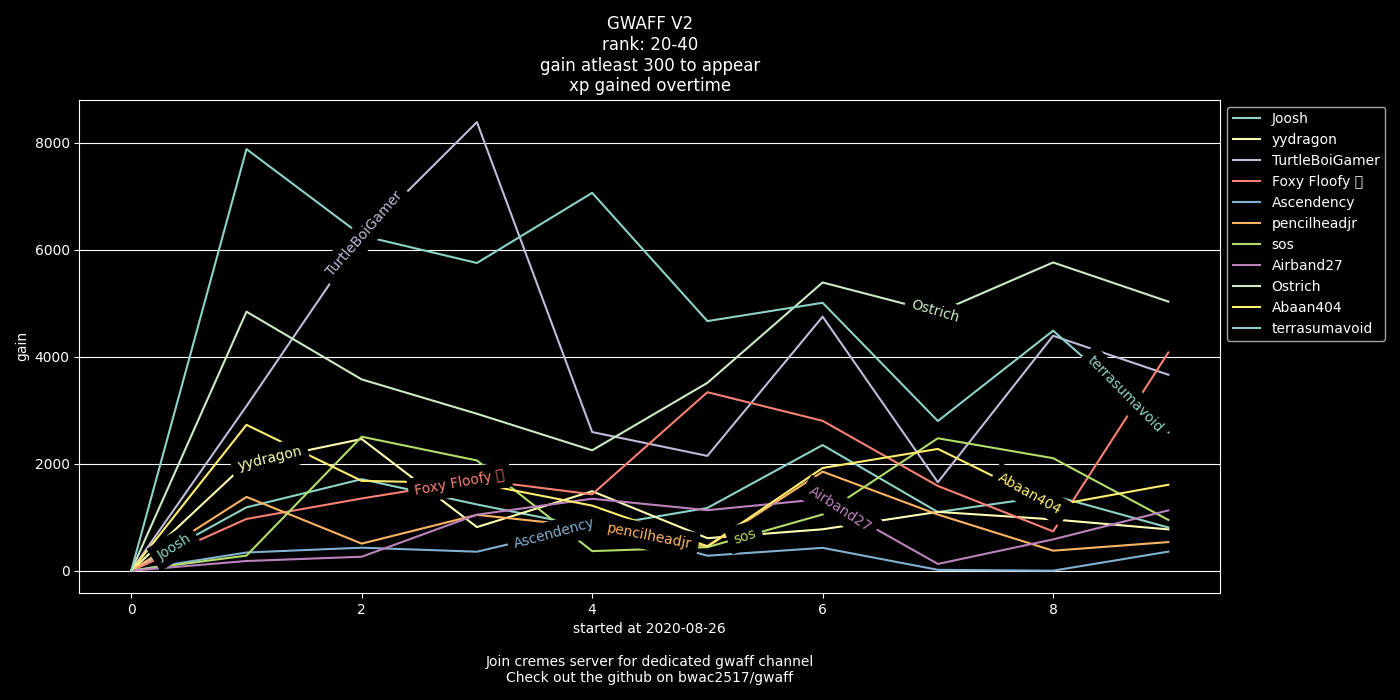 GWAFF V2
rank: 20-40
gain atleast 300 to appear
xp gained overtime
gain
8000
6000
4000
2000
0
TurtleBoiGamer
Ostrich
terrasumavoid
yydragon
Foxy Floofy
Abaan404
Airband27
Joosh
Ascendency
pencilheadjr
sos
0
2
4
6
8
started at 2020-08-26
Join cremes server for dedicated gwaff channel
Check out the github on bwac2517/gwaff
Joosh
yydragon
TurtleBoiGamer
Foxy Floofy
Ascendency
pencilheadjr
sos
Airband27
Ostrich
Abaan404
terrasumavoid